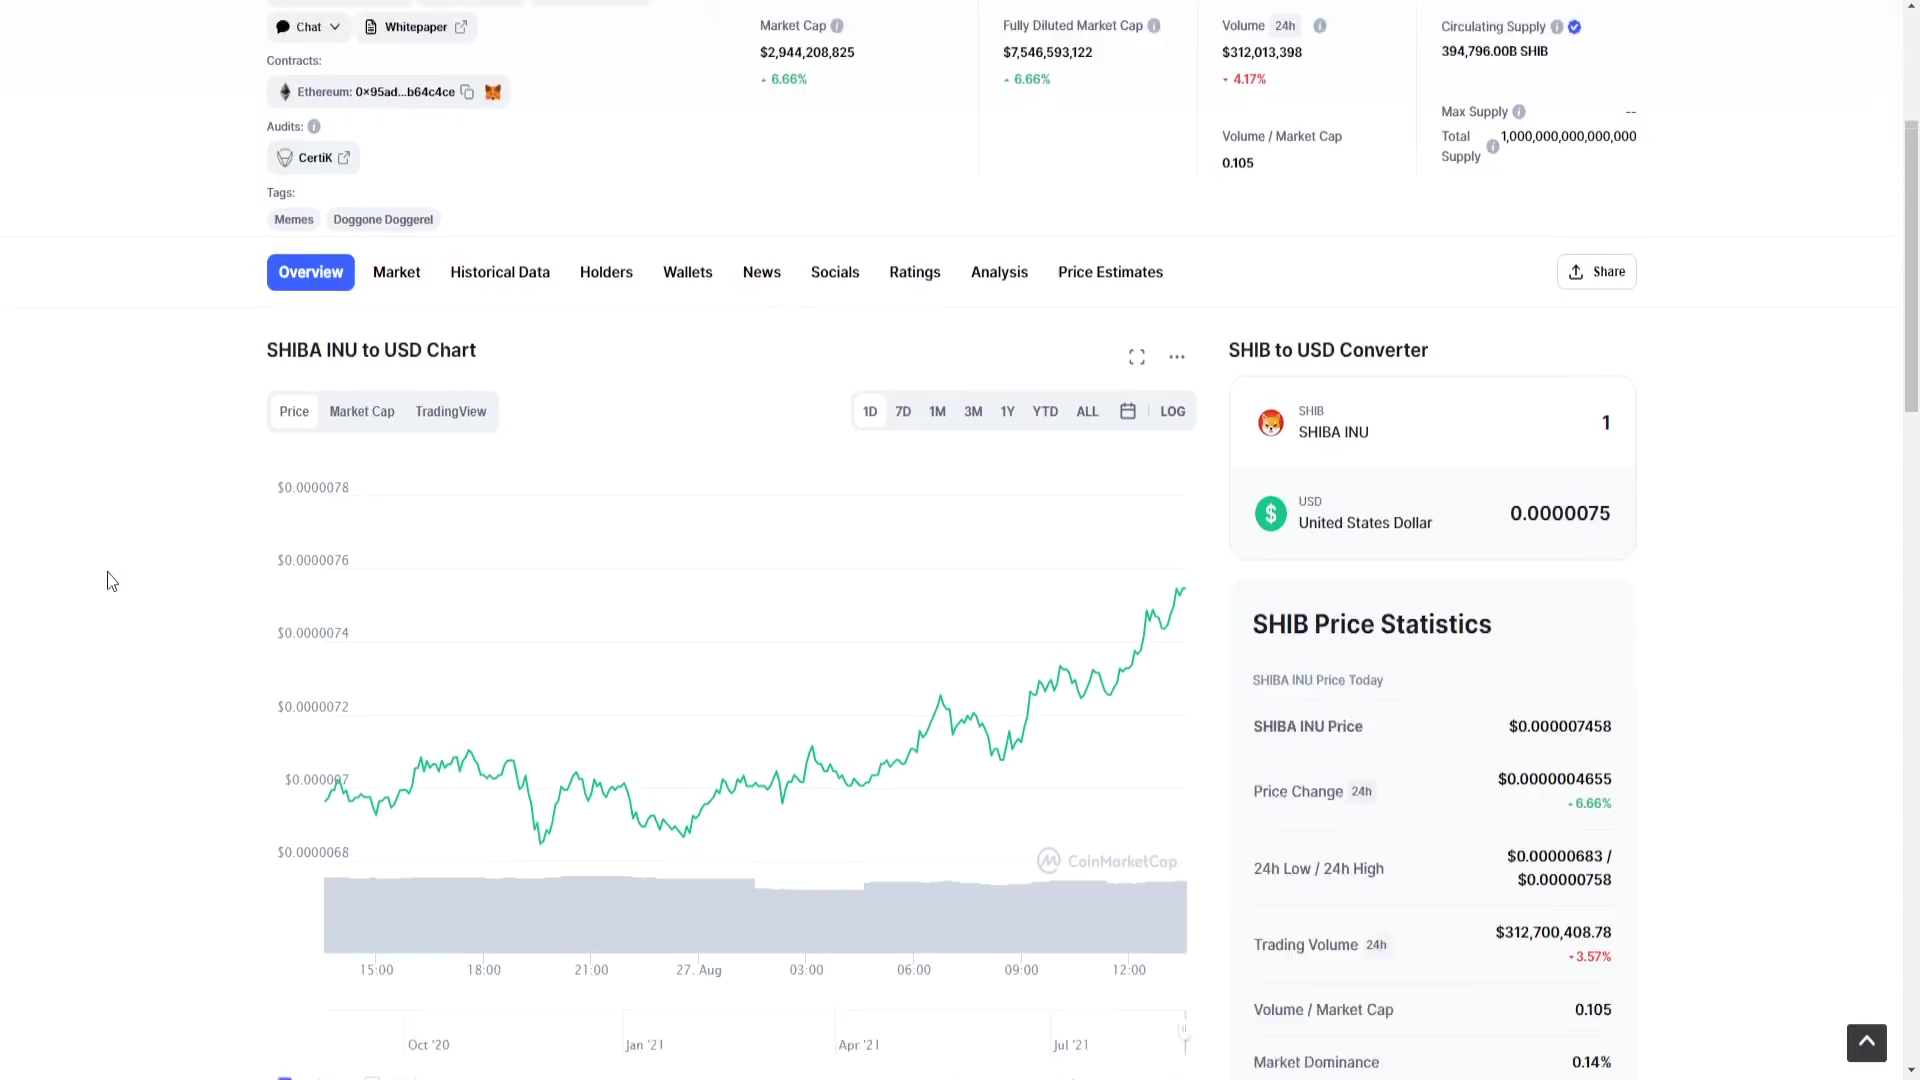 Chat
Whitepaper
Contracts:
Ethereum: 0×95ad...b64c4ce
Audits:
CertiK
Tags:
Memes Doggone Doggerel
Market Cap
$2,944,208,825
6.66%
Fully Diluted Market Cap
$7,546,593,122
6.66%
Volume 24h
$312,013,398
4.17%
Volume / Market Cap
0.105
Circulating Supply
394,796.00B SHIB
Max Supply --
Total Supply 1,000,000,000,000,000
Overview Market Historical Data Holders Wallets News Socials Ratings Analysis Price Estimates
Share
SHIBA INU to USD Chart
Price Market Cap TradingView
1D 7D 1M 3M 1Y YTD ALL LOG
$0.0000078
$0.0000076
$0.0000074
$0.0000072
$0.000007
$0.0000068
CoinMarketCap
15:00 18:00 21:00 27. Aug 03:00 06:00 09:00 12:00
Oct '20 Jan '21 Apr '21 Jul '21
SHIB to USD Converter
SHIB
SHIBA INU
1
USD
United States Dollar
0.0000075
SHIB Price Statistics
SHIBA INU Price Today
SHIBA INU Price $0.000007458
Price Change 24h $0.0000004655
6.66%
24h Low / 24h High $0.00000683 /
$0.00000758
Trading Volume 24h $312,700,408.78
3.57%
Volume / Market Cap 0.105
Market Dominance 0.14%